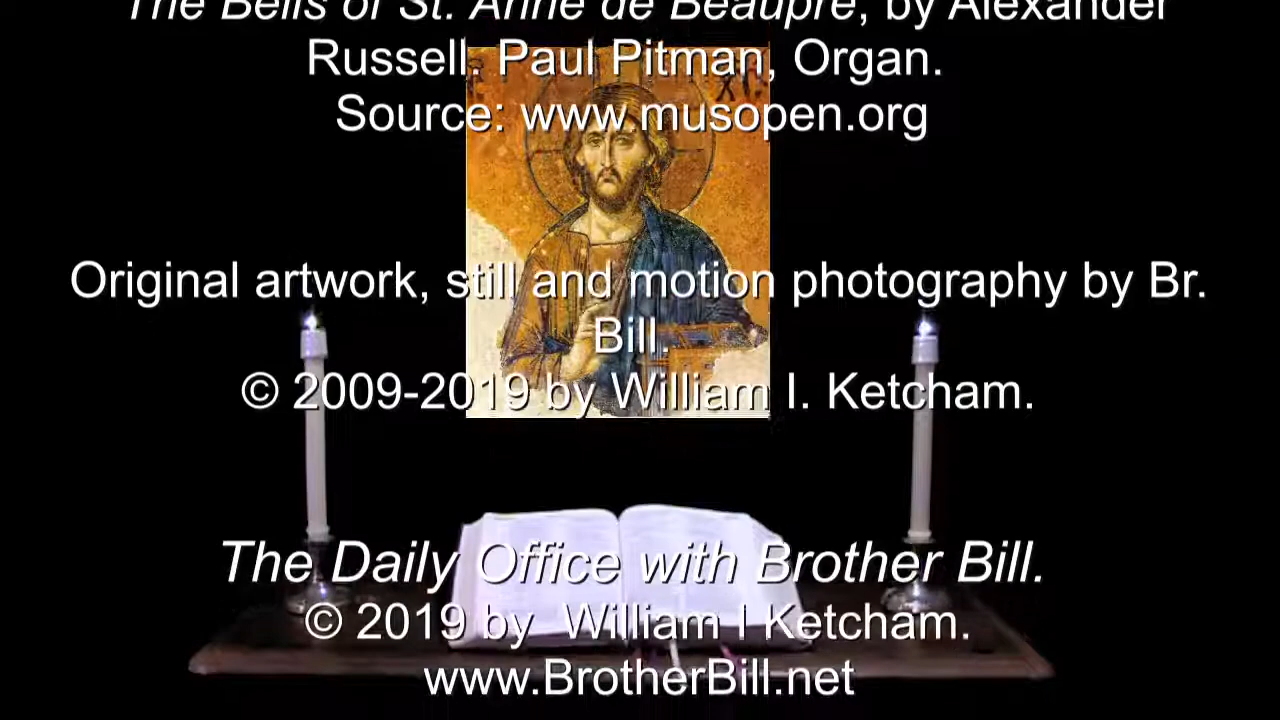 The Bells of St. Anne de Beaupré, by Alexander
Russell. Paul Pitman, Organ.
Source: www.musopen.org
Original artwork, still and motion photography by Br.
Bill.
© 2009-2019 by William I. Ketcham.
The Daily Office with Brother Bill.
© 2019 by  William I Ketcham.
www.BrotherBill.net